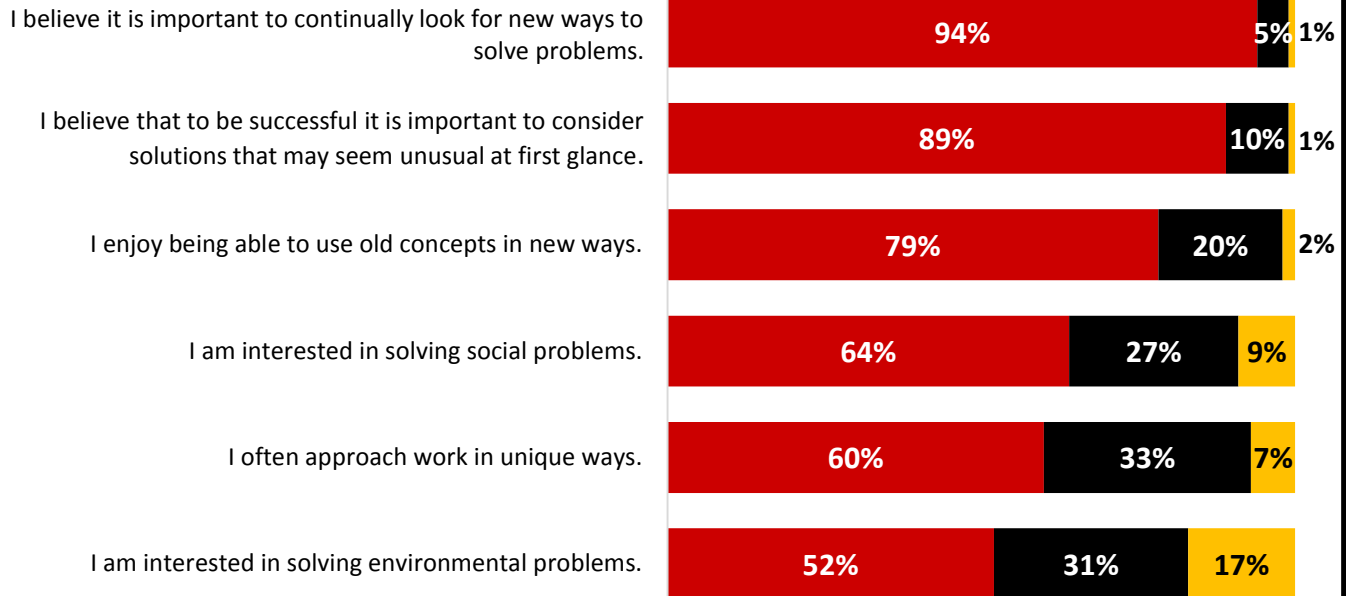 I believe it is important to continually look for new ways to
solve problems.
94% 5% 1%
I believe that to be successful it is important to consider
solutions that may seem unusual at first glance.
89% 10% 1%
I enjoy being able to use old concepts in new ways.
79% 20% 2%
I am interested in solving social problems.
64% 27% 9%
I often approach work in unique ways.
60% 33% 7%
I am interested in solving environmental problems.
52% 31% 17%